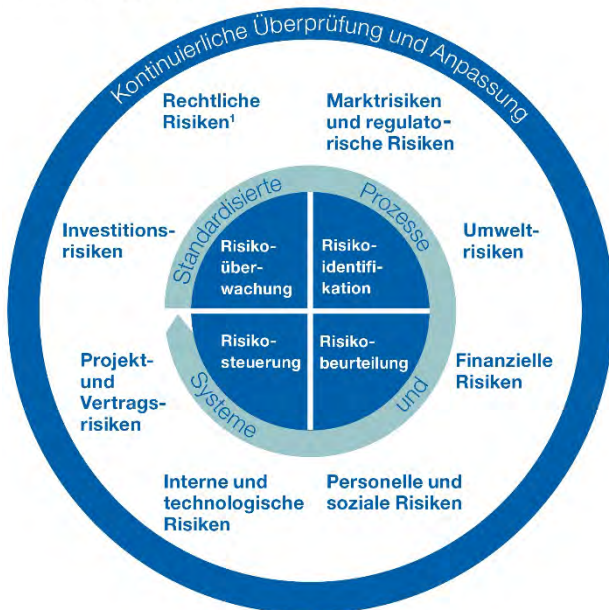 Kontinuierliche Überprüfung und Anpassung
Rechtliche
Risiken¹
Marktrisiken
und regulato-
rische Risiken
Investitions-
risiken
Umwelt-
risiken
Projekt-
und
Vertrags-
risiken
Finanzielle
Risiken
Interne und
technologische
Risiken
Personelle und
soziale Risiken
Standardisierte
Prozesse
und
Systeme
Risiko-
über-
wachung
Risiko-
identifi-
kation
Risiko-
steuerung
Risiko-
beurteilung